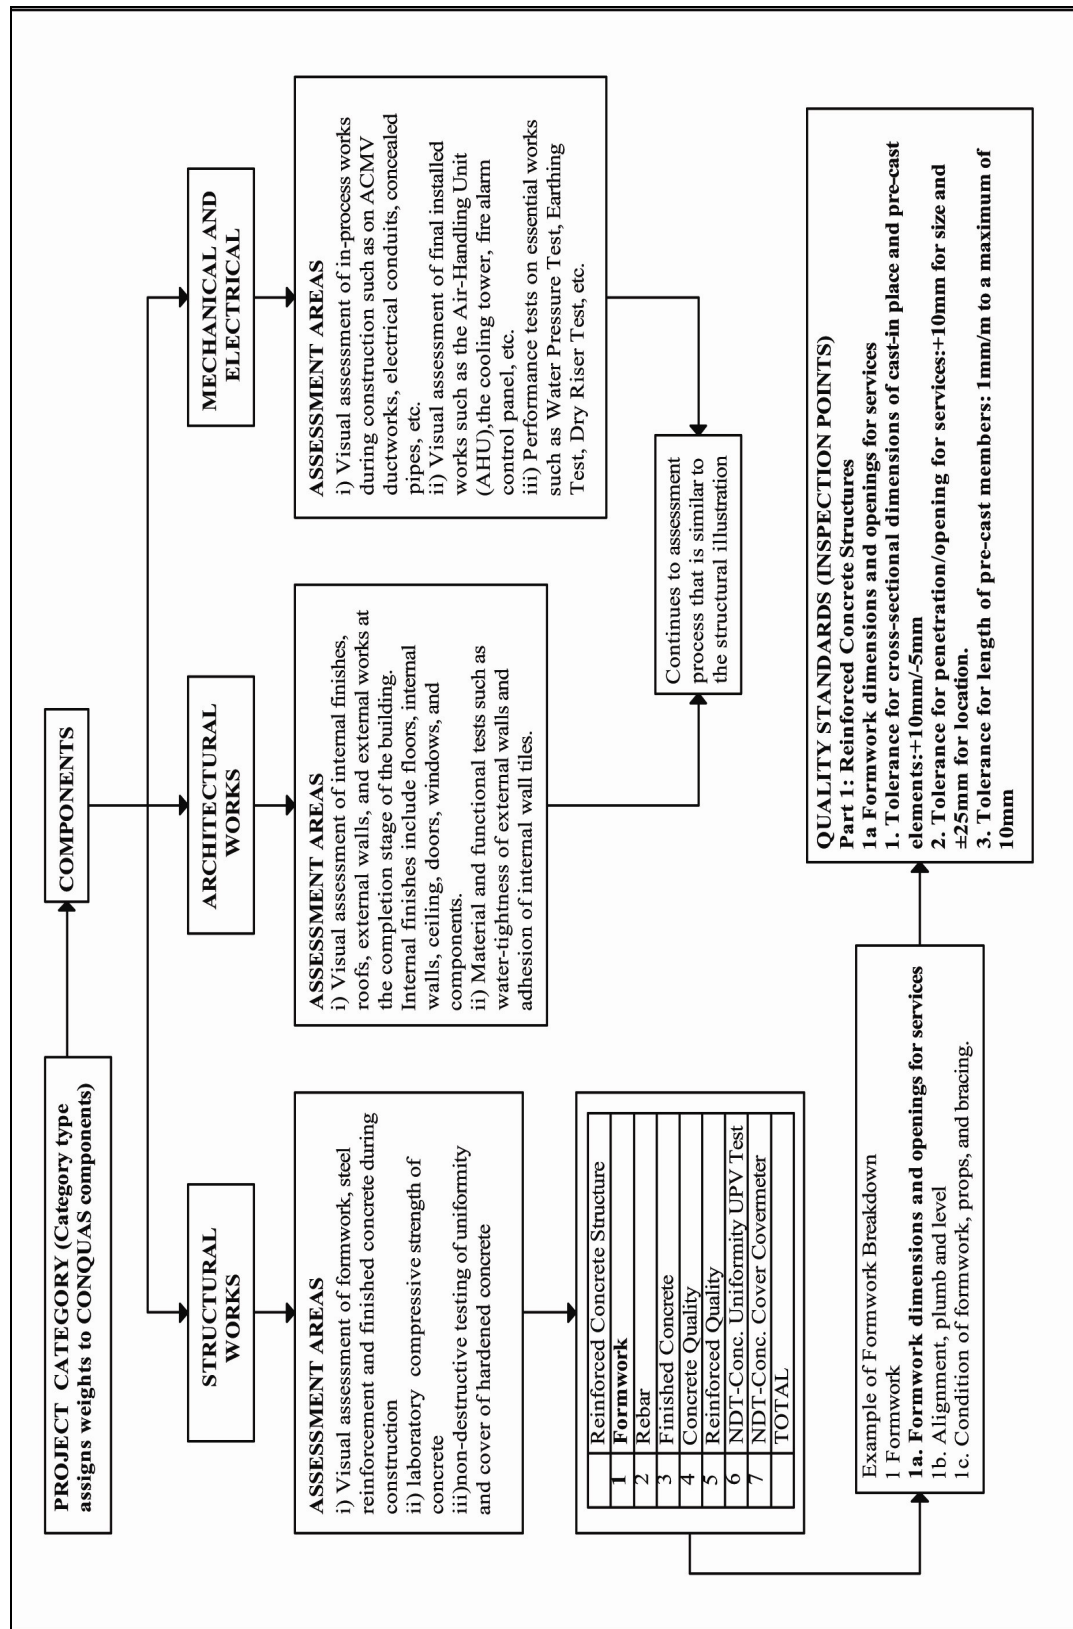 PROJECT CATEGORY (Category type
assigns weights to CONQUAS components)
COMPONENTS
STRUCTURAL
WORKS
ARCHITECTURAL
WORKS
MECHANICAL AND
ELECTRICAL
ASSESSMENT AREAS
i) Visual assessment of formwork, steel
reinforcement and finished concrete during
construction
ii) laboratory compressive strength of
concrete
iii)non-destructive testing of uniformity
and cover of hardened concrete
ASSESSMENT AREAS
i) Visual assessment of internal finishes,
roofs, external walls, and external works at
the completion stage of the building.
Internal finishes include floors, internal
walls, ceiling, doors, windows, and
components.
ii) Material and functional tests such as
water-tightness of external walls and
adhesion of internal wall tiles.
ASSESSMENT AREAS
i) Visual assessment of in-process works
during construction such as on ACMV
ductworks, electrical conduits, concealed
pipes, etc.
ii) Visual assessment of final installed
works such as the Air-Handling Unit
(AHU),the cooling tower, fire alarm
control panel, etc.
iii) Performance tests on essential works
such as Water Pressure Test, Earthing
Test, Dry Riser Test, etc.
Reinforced Concrete Structure
1 Formwork
2 Rebar
3 Finished Concrete
4 Concrete Quality
5 Reinforced Quality
6 NDT-Conc. Uniformity UPV Test
7 NDT-Conc. Cover Covermeter
TOTAL
Continues to assessment
process that is similar to
the structural illustration
Example of Formwork Breakdown
1 Formwork
1a. Formwork dimensions and openings for services
1b. Alignment, plumb and level
1c. Condition of formwork, props, and bracing.
QUALITY STANDARDS (INSPECTION POINTS)
Part 1: Reinforced Concrete Structures
1a Formwork dimensions and openings for services
1. Tolerance for cross-sectional dimensions of cast-in place and pre-cast
elements:+10mm/-5mm
2. Tolerance for penetration/opening for services:+10mm for size and
±25mm for location.
3. Tolerance for length of pre-cast members: 1mm/m to a maximum of
10mm